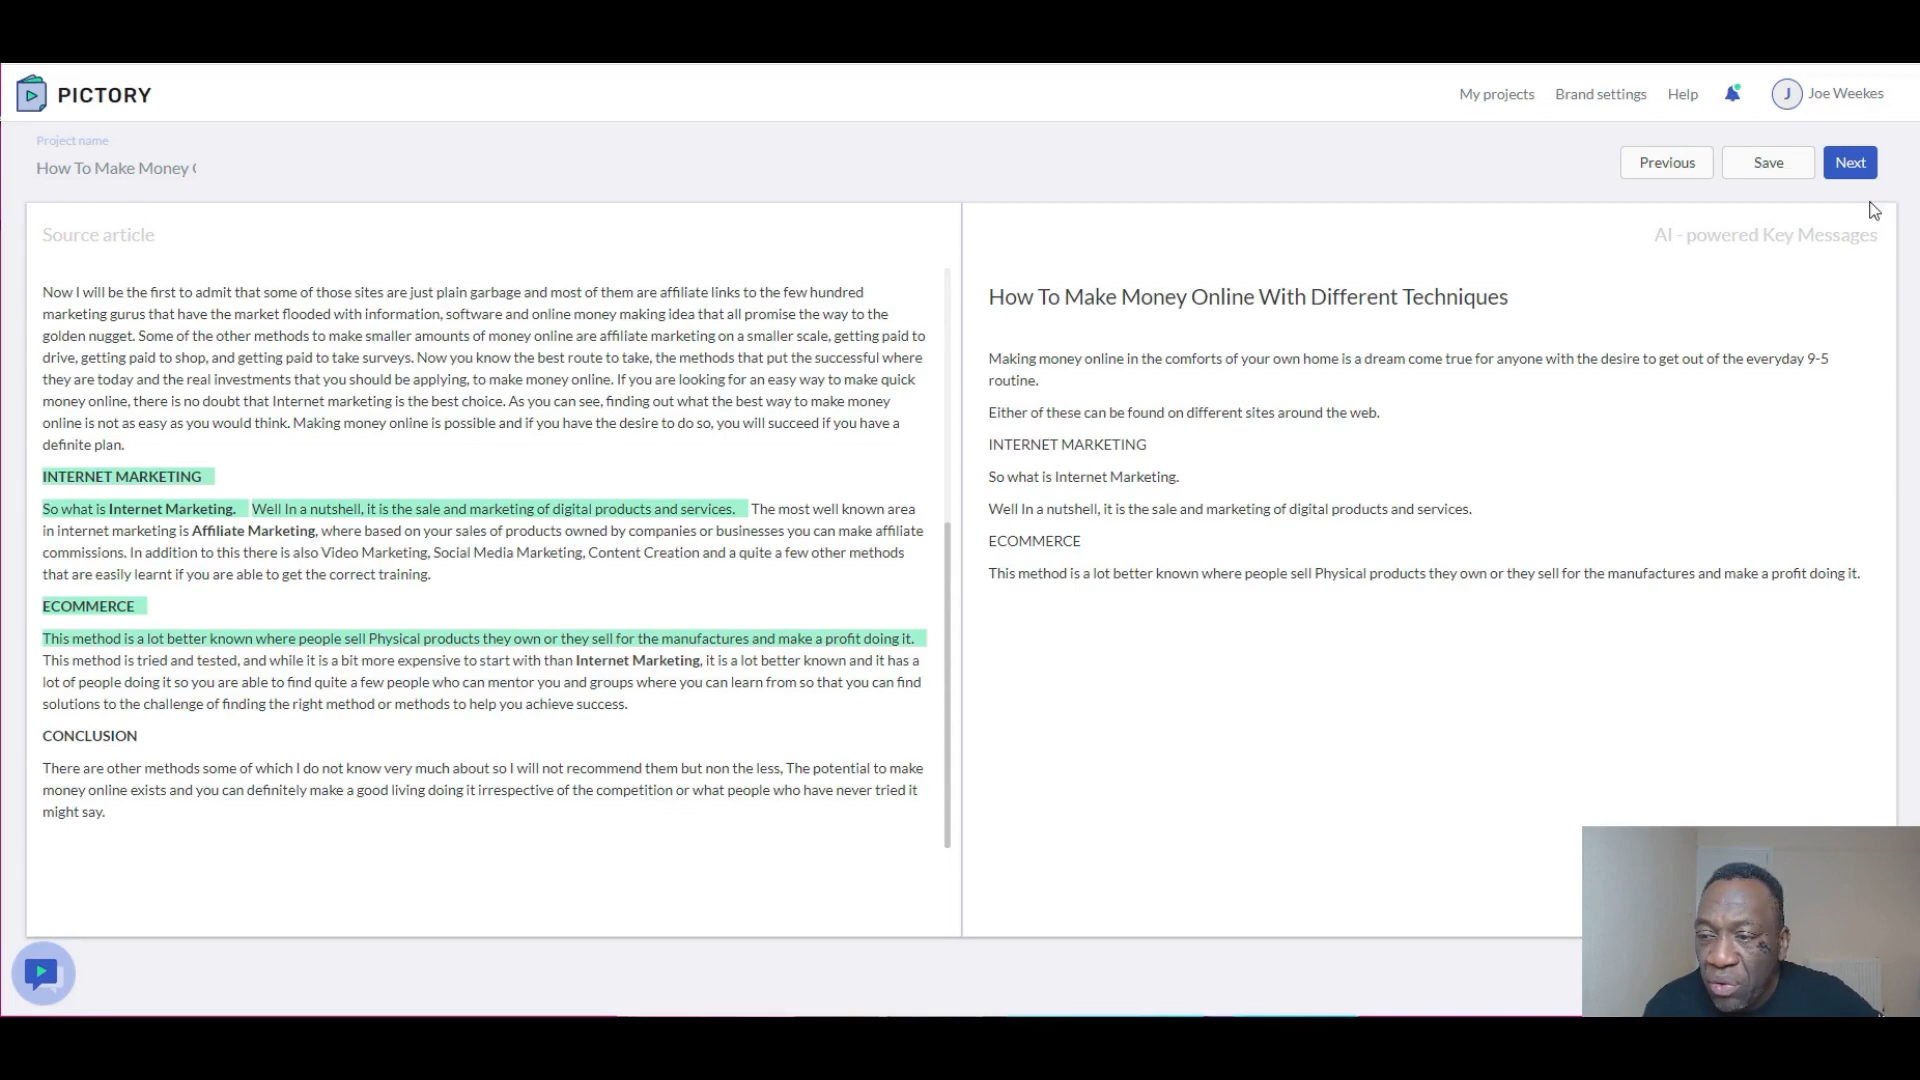 PICTORY
My projects
Brand settings
Help
J
Joe Weekes
Project name
How To Make Money
Previous
Save
Next
Source article
Now I will be the first to admit that some of those sites are just plain garbage and most of them are affiliate links to the few hundred
marketing gurus that have the market flooded with information, software and online money making idea that all promise the way to the
golden nugget. Some of the other methods to make smaller amounts of money online are affiliate marketing on a smaller scale, getting paid to
drive, getting paid to shop, and getting paid to take surveys. Now you know the best route to take, the methods that put the successful where
they are today and the real investments that you should be applying, to make money online. If you are looking for an easy way to make quick
money online, there is no doubt that Internet marketing is the best choice. As you can see, finding out what the best way to make money
online is not as easy as you would think. Making money online is possible and if you have the desire to do so, you will succeed if you have a
definite plan.
INTERNET MARKETING
So what is Internet Marketing. Well In a nutshell, it is the sale and marketing of digital products and services. The most well known area
in internet marketing is Affiliate Marketing, where based on your sales of products owned by companies or businesses you can make affiliate
commissions. In addition to this there is also Video Marketing, Social Media Marketing, Content Creation and a quite a few other methods
that are easily learnt if you are able to get the correct training.
ECOMMERCE
This method is a lot better known where people sell Physical products they own or they sell for the manufactures and make a profit doing it.
This method is tried and tested, and while it is a bit more expensive to start with than Internet Marketing, it is a lot better known and it has a
lot of people doing it so you are able to find quite a few people who can mentor you and groups where you can learn from so that you can find
solutions to the challenge of finding the right method or methods to help you achieve success.
CONCLUSION
There are other methods some of which I do not know very much about so I will not recommend them but non the less, The potential to make
money online exists and you can definitely make a good living doing it irrespective of the competition or what people who have never tried it
might say.
AI - powered Key Messages
How To Make Money Online With Different Techniques
Making money online in the comforts of your own home is a dream come true for anyone with the desire to get out of the everyday 9-5
routine.
Either of these can be found on different sites around the web.
INTERNET MARKETING
So what is Internet Marketing.
Well In a nutshell, it is the sale and marketing of digital products and services.
ECOMMERCE
This method is a lot better known where people sell Physical products they own or they sell for the manufactures and make a profit doing it.